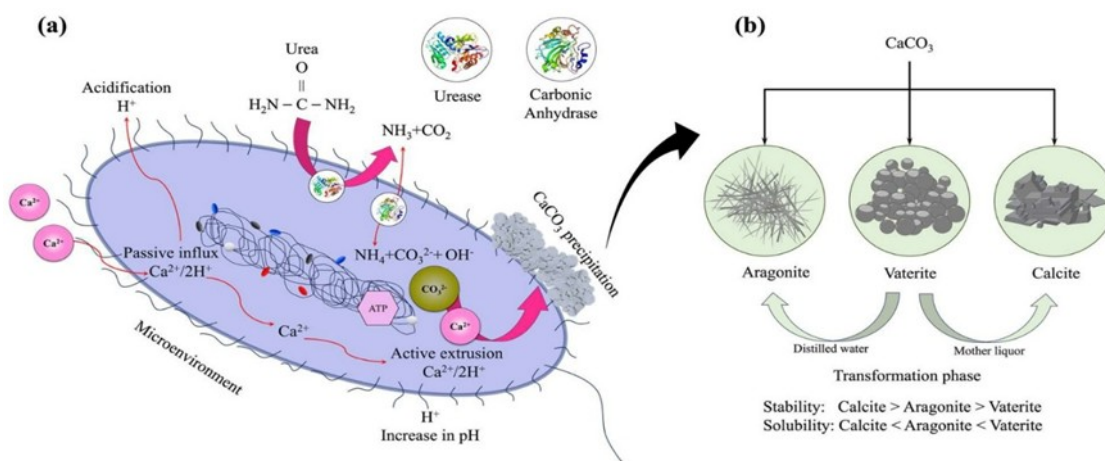 (a)
Urea
O
H₂N — C — NH₂
Urease
Carbonic
Anhydrase
Acidification
H⁺
NH₃+CO₂
Ca²⁺
Ca²⁺
Passive influx
Ca²⁺/2H⁺
NH₄+CO₃²⁻+ OH⁻
CO₃²⁻
ATP
Ca²⁺
Ca²⁺
Active extrusion
Ca²⁺/2H⁺
CaCO₃ precipitation
Microenvironment
H⁺
Increase in pH
(b)
CaCO₃
Aragonite
Vaterite
Calcite
Distilled water
Mother liquor
Transformation phase
Stability: Calcite > Aragonite > Vaterite
Solubility: Calcite < Aragonite < Vaterite